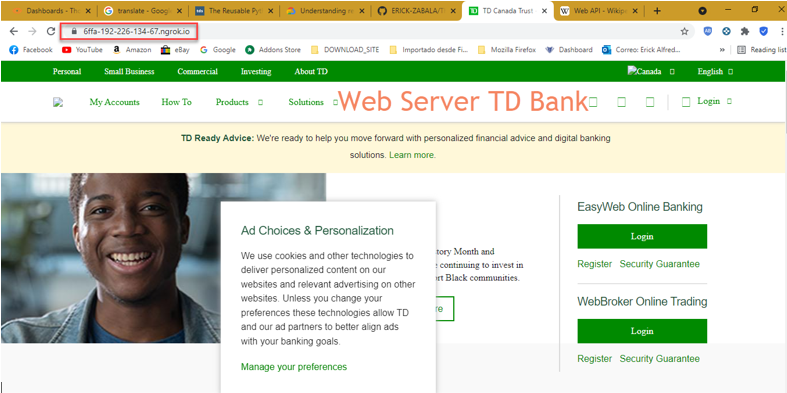 Dashboards - Tha
translate - Google
The Reusable Pyt
Understanding re
ERICK-ZABALA/Te
TD Canada Trust
Web API - Wikipe
6ffa-192-226-134-67.ngrok.io
Facebook YouTube Amazon eBay Google Addons Store DOWNLOAD_SITE Importado desde Fi... Mozilla Firefox Dashboard Correo: Erick Alfred... » Reading list
Personal Small Business Commercial Investing About TD Canada English
My Accounts How To Products Solutions Web Server TD Bank Login
TD Ready Advice: We're ready to help you move forward with personalized financial advice and digital banking
solutions. Learn more.
Ad Choices & Personalization
We use cookies and other technologies to
deliver personalized content on our
websites and relevant advertising on other
websites. Unless you change your
preferences these technologies allow TD
and our ad partners to better align ads
with your banking goals.
Manage your preferences
story Month and
continuing to invest in
ert Black communities.
re
EasyWeb Online Banking
Login
Register Security Guarantee
WebBroker Online Trading
Login
Register Security Guarantee